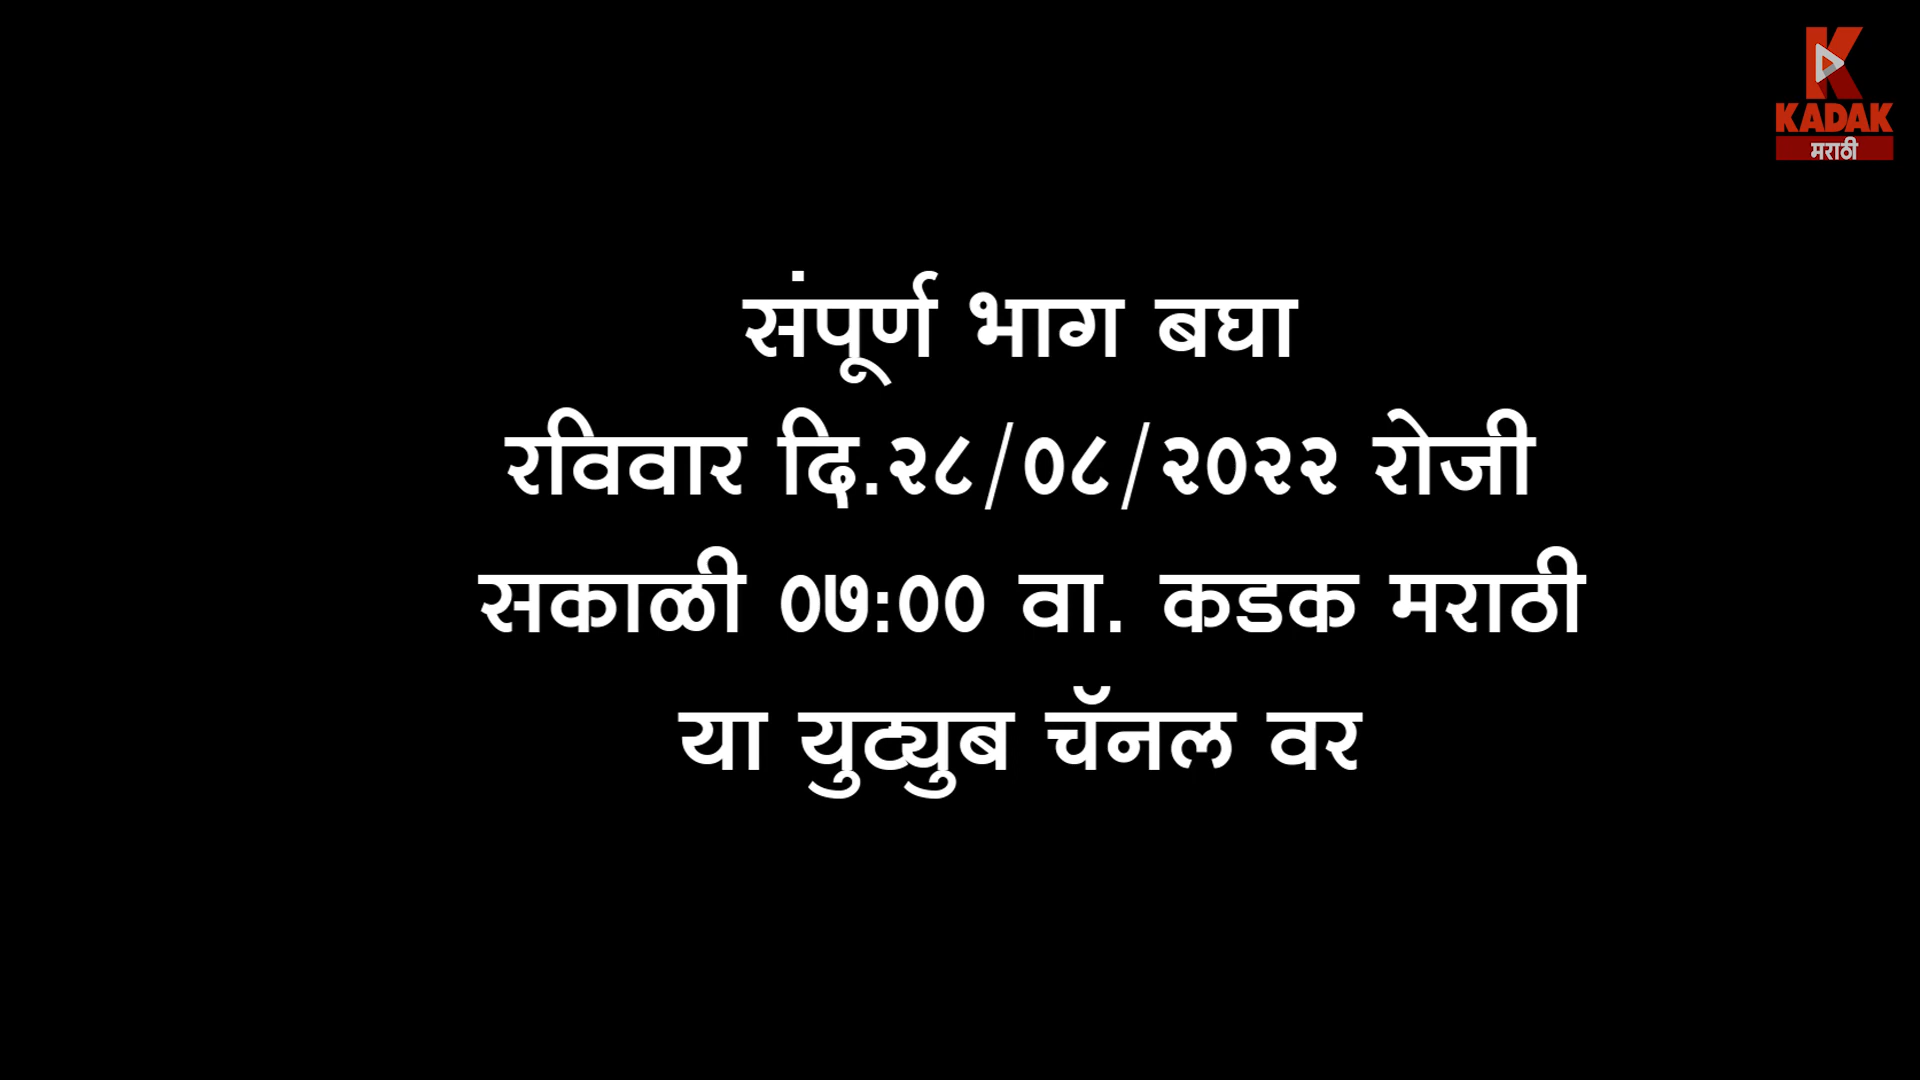 KADAK
मराठी
संपूर्ण भाग बघा
रविवार दि.२८/०८/२०२२ रोजी
सकाळी ०७:०० वा. कडक मराठी
या युट्युब चॅनल वर